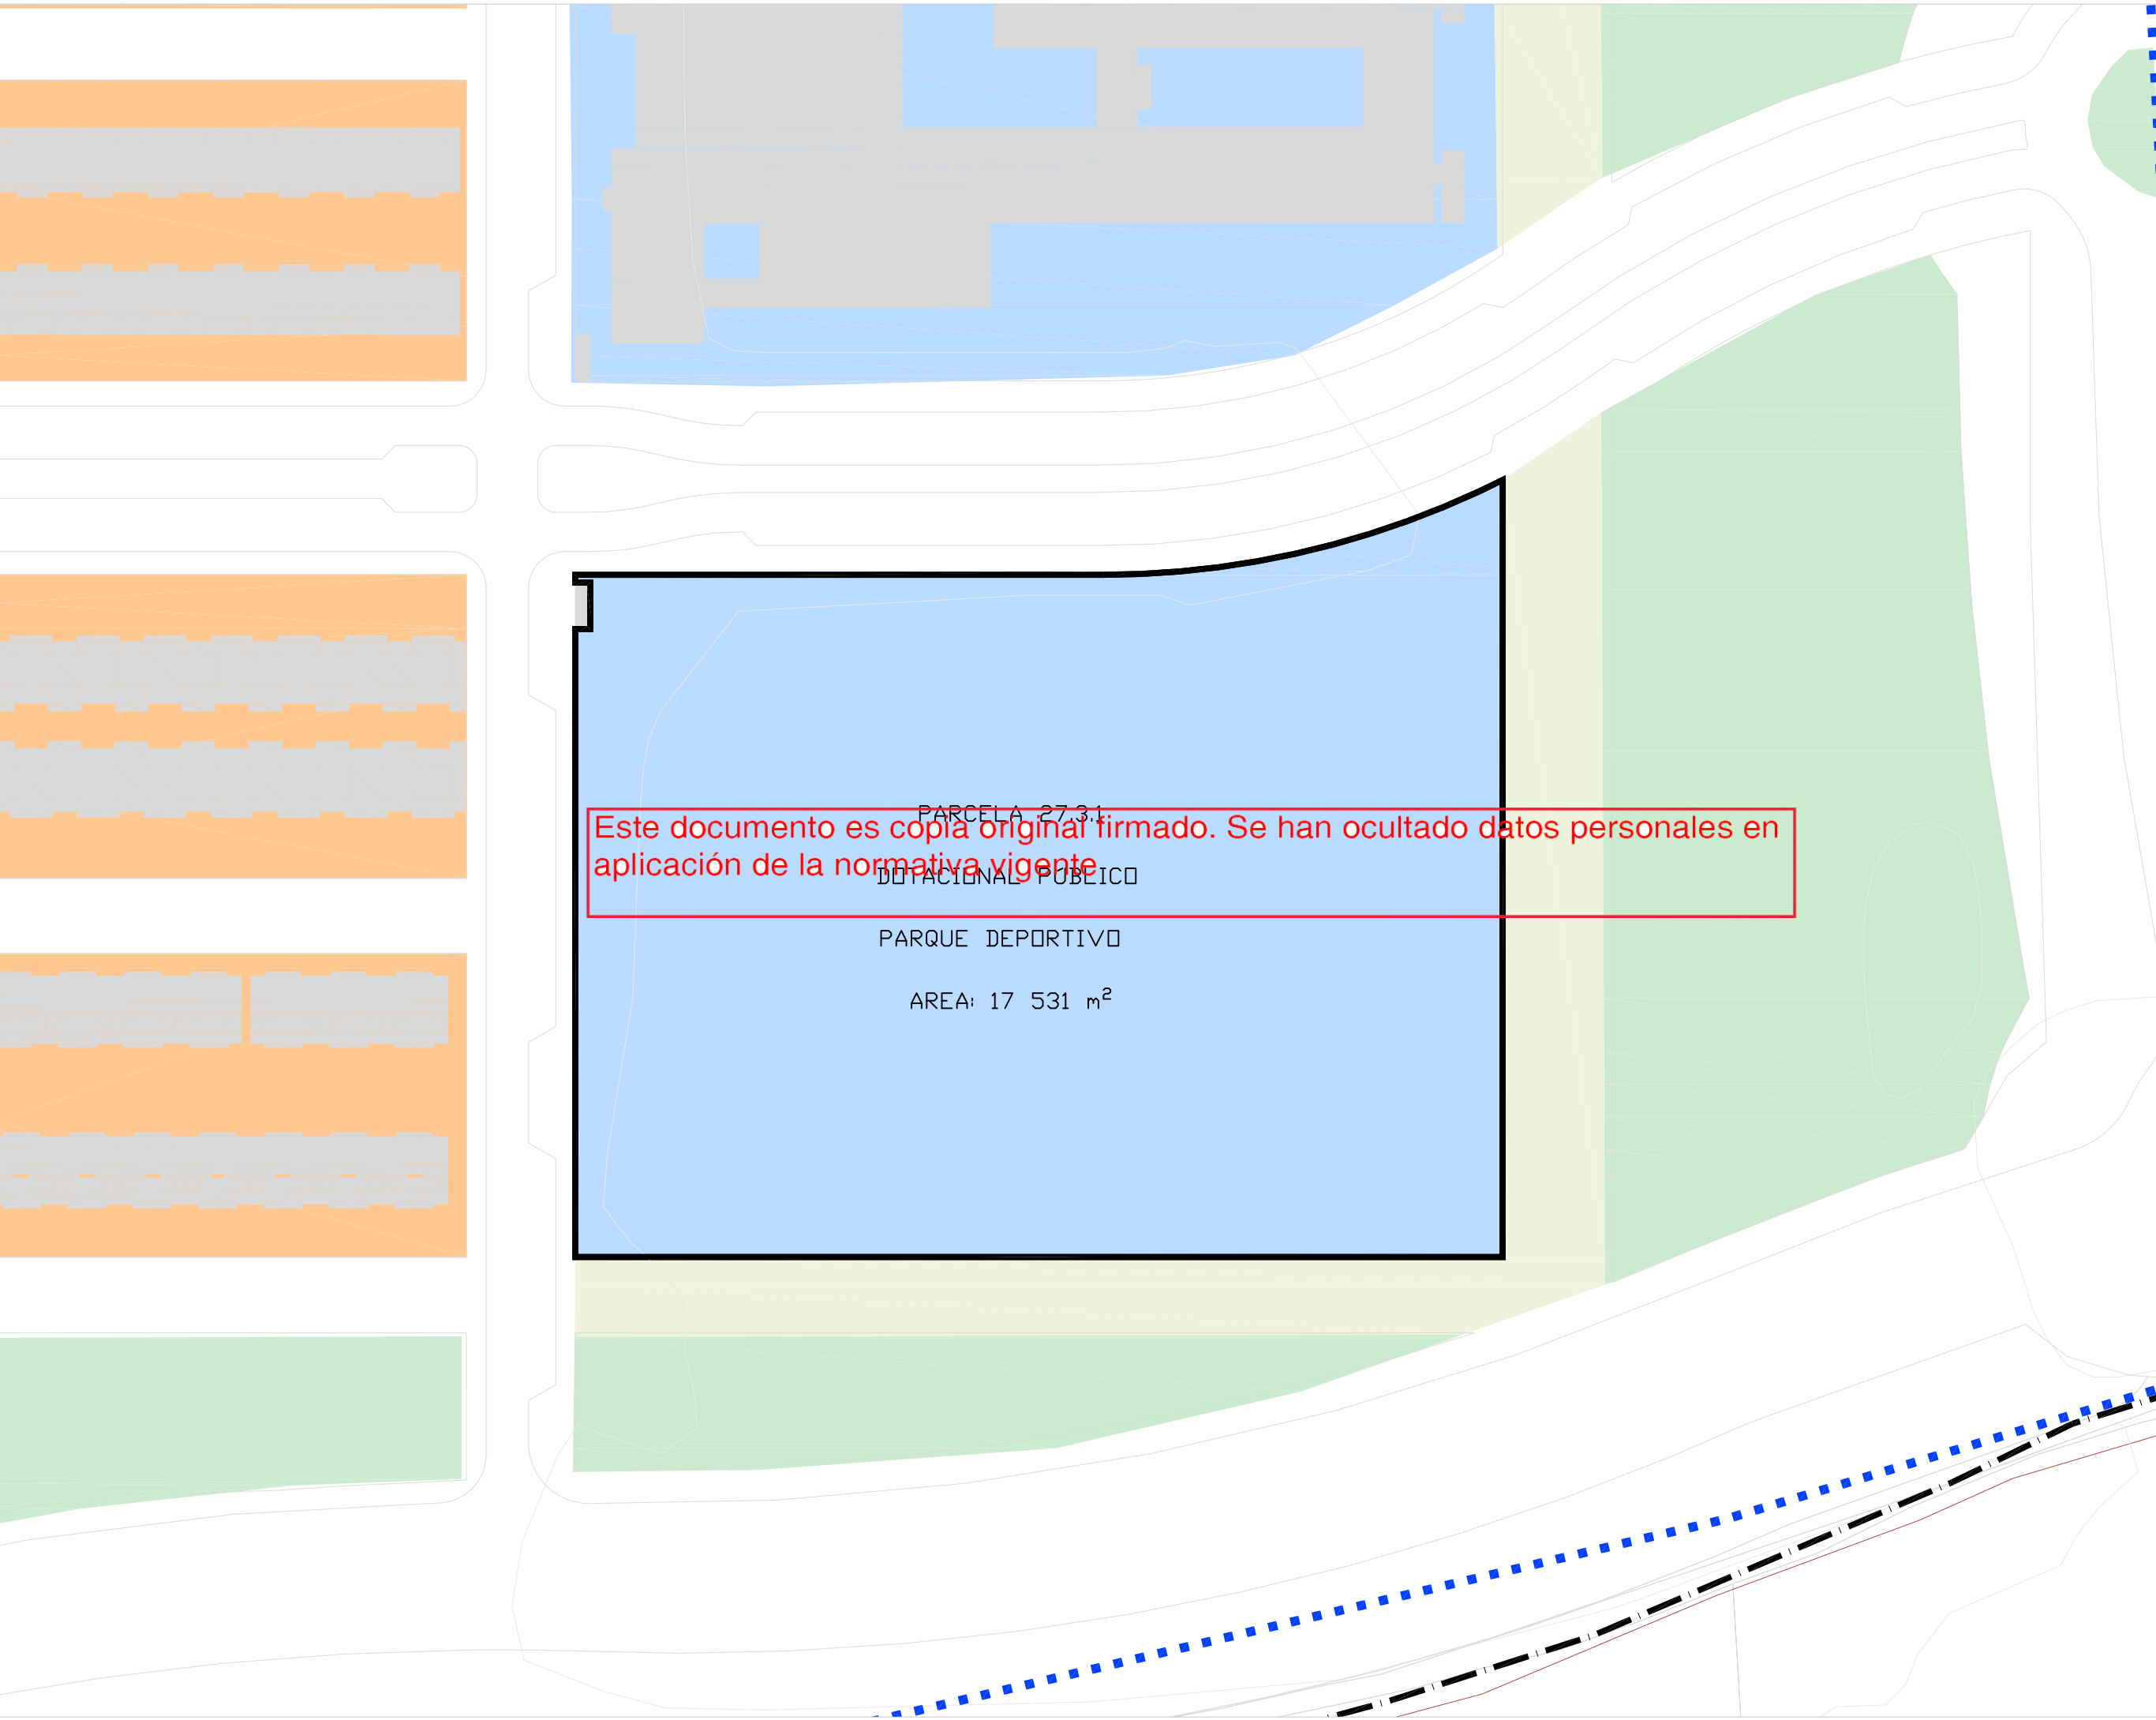 PARCELA 27.3.1
Este documento es copia original firmado. Se han ocultado datos personales en
aplicación de la normativa vigente
DOTACIONAL PÚBLICO
PARQUE DEPORTIVO
AREA: 17 531 m²